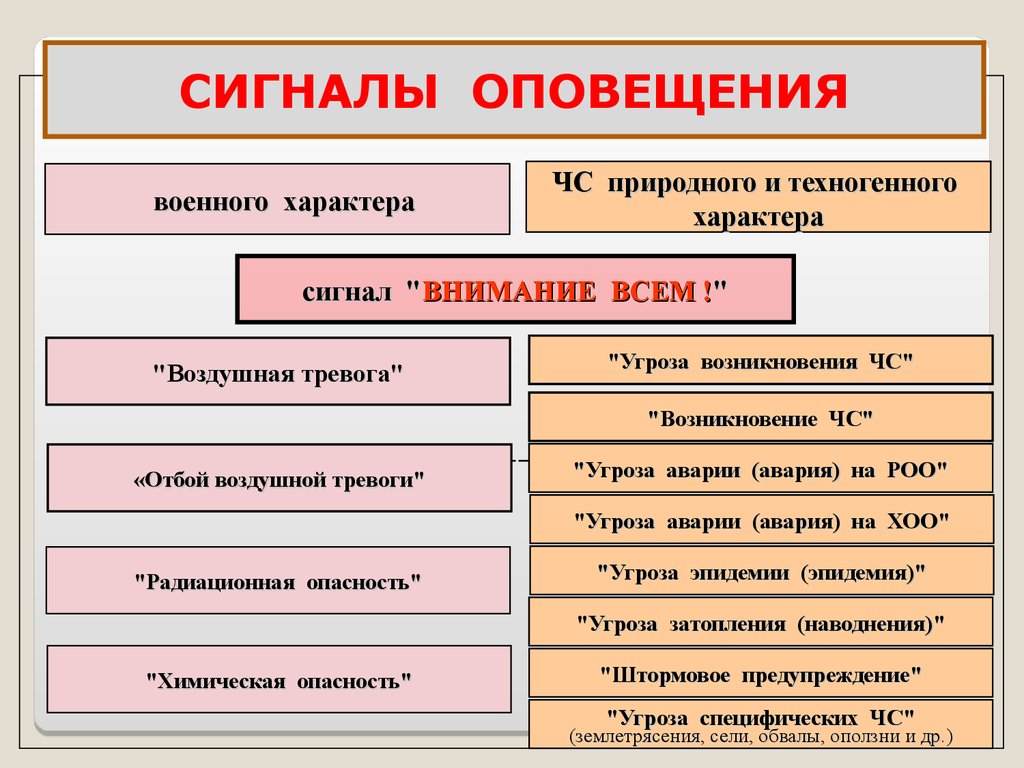 СИГНАЛЫ ОПОВЕЩЕНИЯ
военного характера
ЧС природного и техногенного
характера
сигнал "ВНИМАНИЕ ВСЕМ !"
"Воздушная тревога"
«Отбой воздушной тревоги"
"Радиационная опасность"
"Химическая опасность"
"Угроза возникновения ЧС"
"Возникновение ЧС"
"Угроза аварии (авария) на РОО"
"Угроза аварии (авария) на ХОО"
"Угроза эпидемии (эпидемия)"
"Угроза затопления (наводнения)"
"Штормовое предупреждение"
"Угроза специфических ЧС"
(землетрясения, сели, обвалы, оползни и др.)